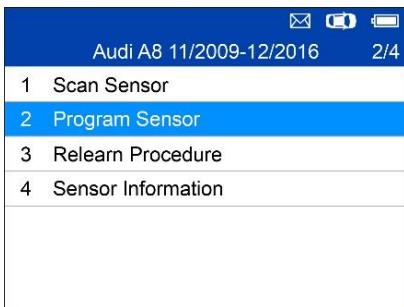 Audi A8 11/2009-12/2016 2/4
1 Scan Sensor
2 Program Sensor
3 Relearn Procedure
4 Sensor Information